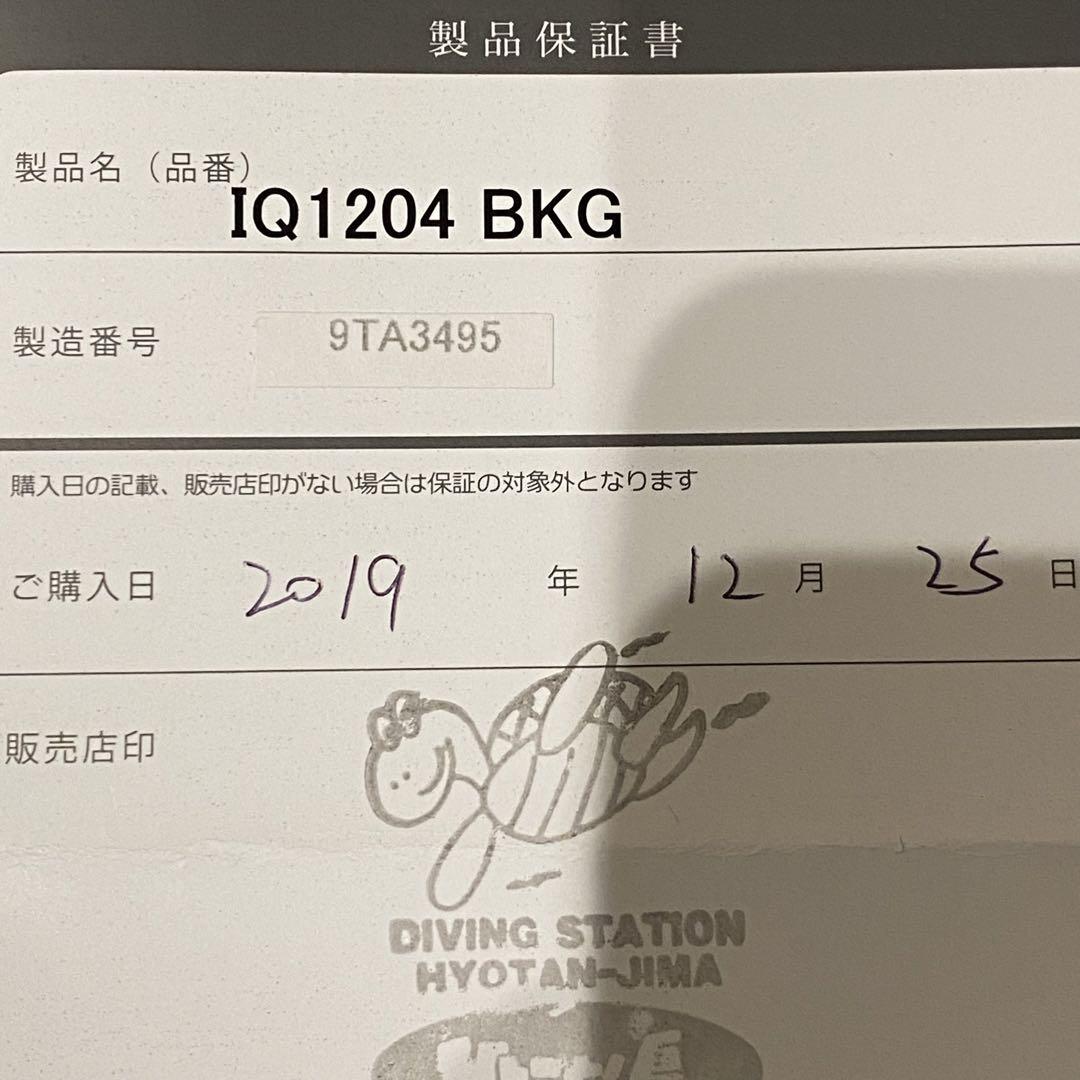 製品保証書
製品名（品番）
IQ1204 BKG
製造番号 9TA3495
購入日の記載、販売店印がない場合は保証の対象外となります
ご購入日 2019 年 12 月 25 日
販売店印
DIVING STATION
HYOTAN-JIMA